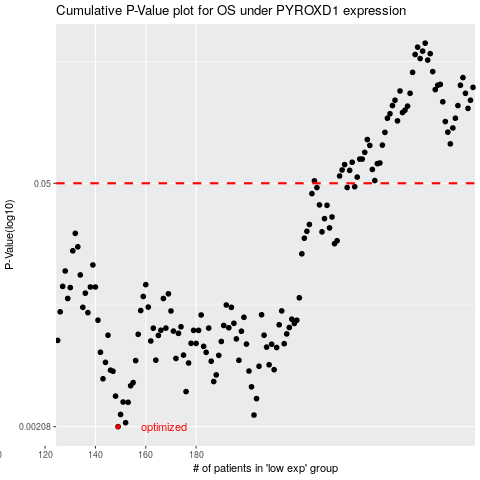 Cumulative P-Value plot for OS under PYROXD1 expression
P-Value(log10)
0.05
0.00208
optimized
0 120 140 160 180
# of patients in 'low exp' group